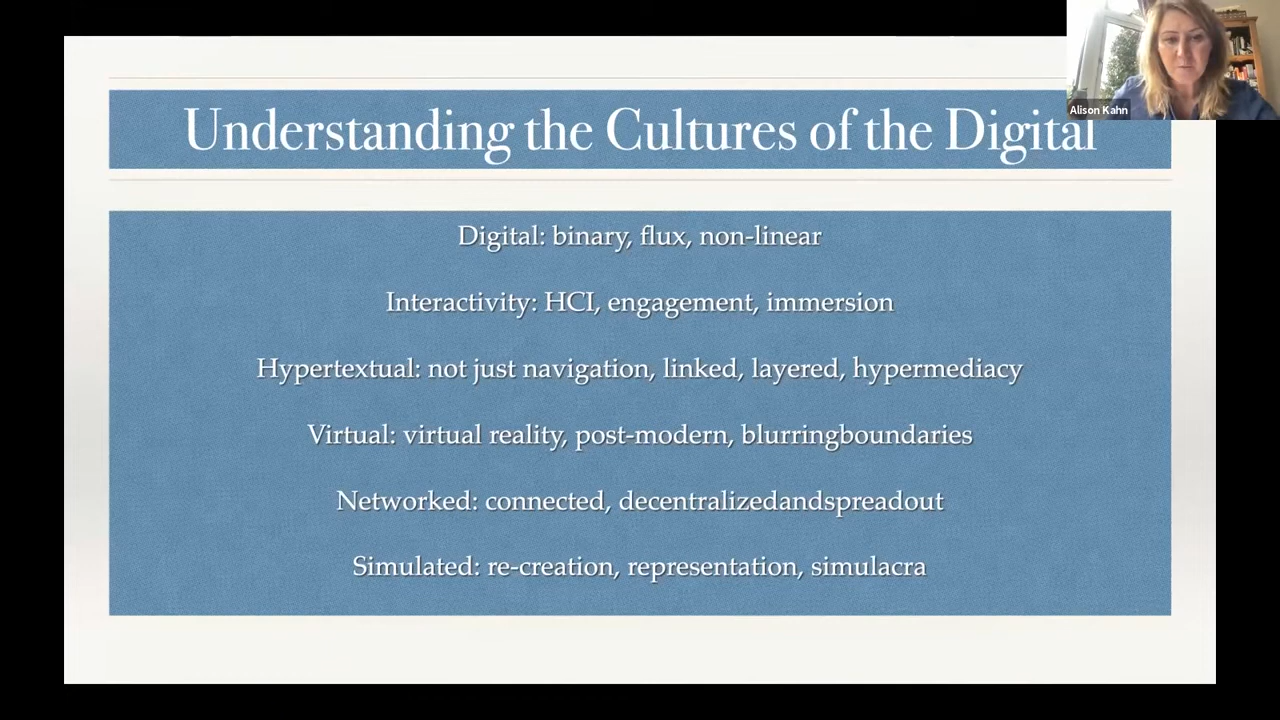 Understanding the Cultures of the Digital
Alison Kahn
Digital: binary, flux, non-linear
Interactivity: HCI, engagement, immersion
Hypertextual: not just navigation, linked, layered, hypermediacy
Virtual: virtual reality, post-modern, blurringboundaries
Networked: connected, decentralizedandspreadout
Simulated: re-creation, representation, simulacra